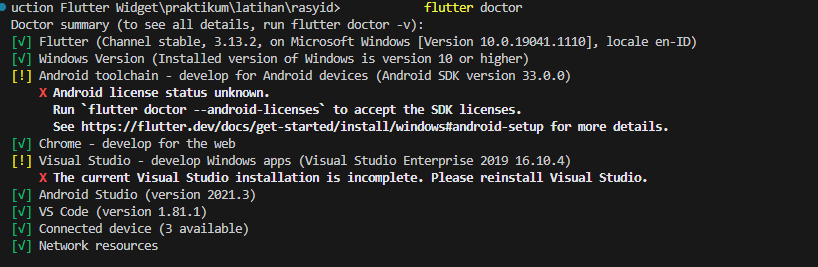 uction Flutter Widget\praktikum\latihan\rasyid> flutter doctor
Doctor summary (to see all details, run flutter doctor -v):
[√] Flutter (Channel stable, 3.13.2, on Microsoft Windows [Version 10.0.19041.1110], locale en-ID)
[√] Windows Version (Installed version of Windows is version 10 or higher)
[!] Android toolchain - develop for Android devices (Android SDK version 33.0.0)
X Android license status unknown.
Run `flutter doctor --android-licenses` to accept the SDK licenses.
See https://flutter.dev/docs/get-started/install/windows#android-setup for more details.
[√] Chrome - develop for the web
[!] Visual Studio - develop Windows apps (Visual Studio Enterprise 2019 16.10.4)
X The current Visual Studio installation is incomplete. Please reinstall Visual Studio.
[√] Android Studio (version 2021.3)
[√] VS Code (version 1.81.1)
[√] Connected device (3 available)
[√] Network resources